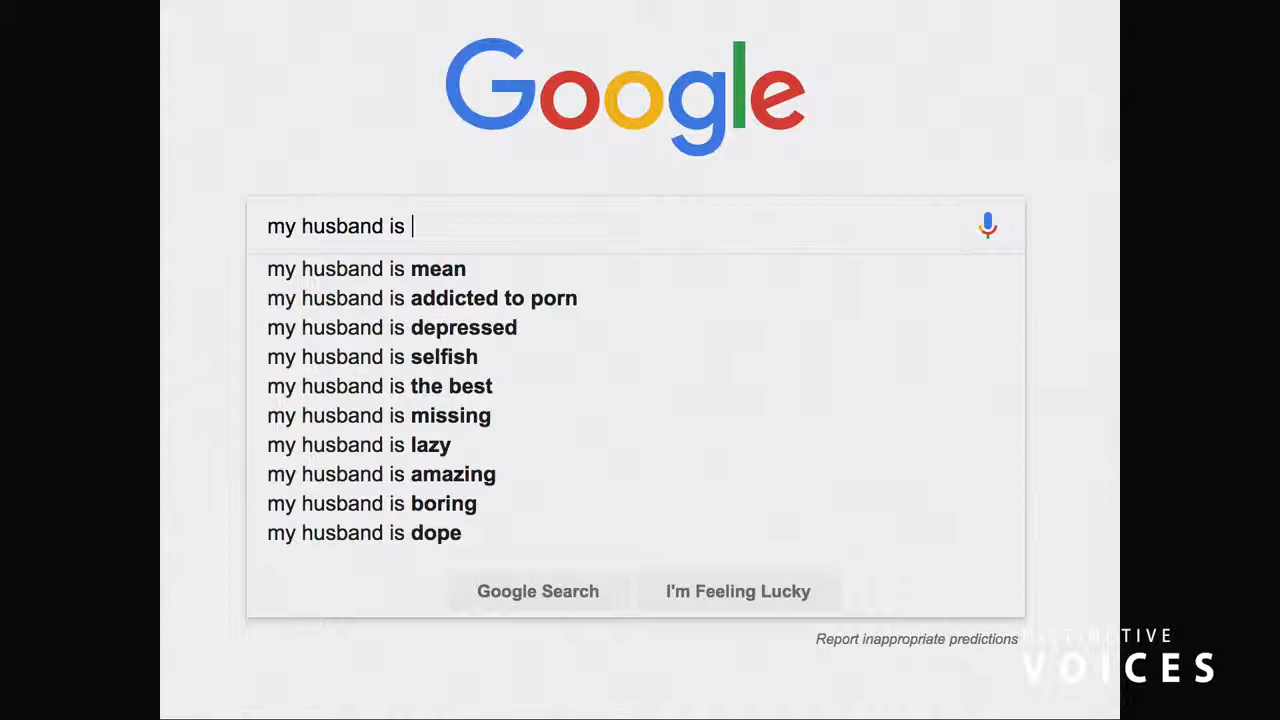 Google
my husband is
my husband is mean
my husband is addicted to porn
my husband is depressed
my husband is selfish
my husband is the best
my husband is missing
my husband is lazy
my husband is amazing
my husband is boring
my husband is dope
Google Search I'm Feeling Lucky
Report inappropriate predictions
DISTINCTIVE
VOICES